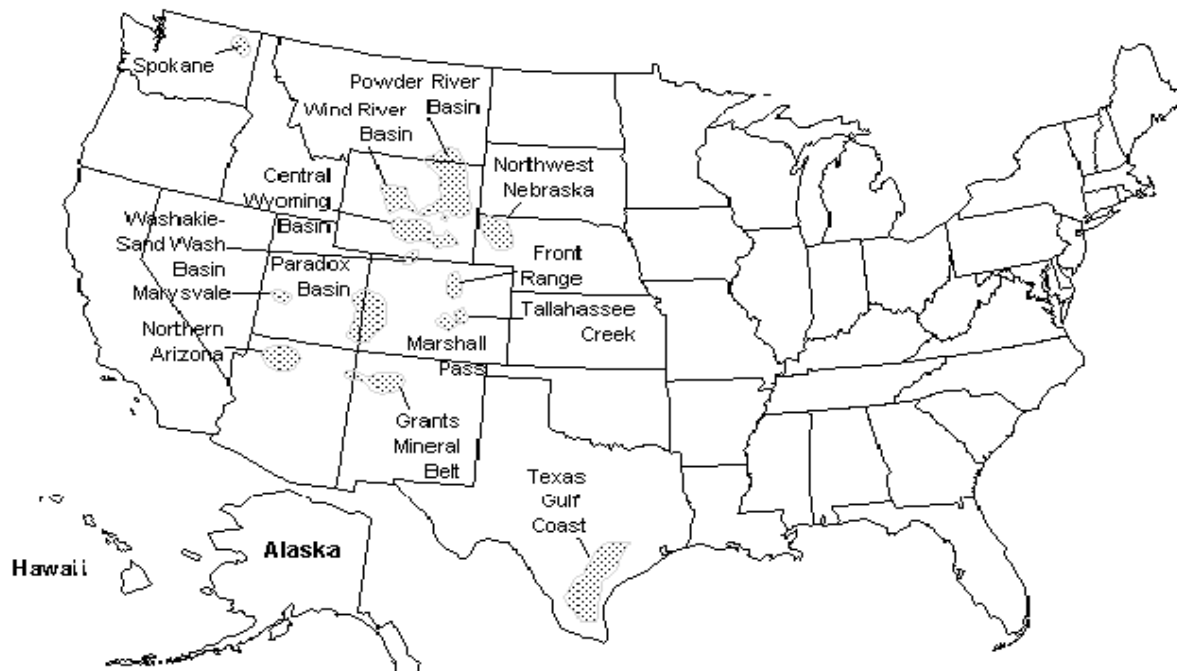 Spokane
Powder River
Basin
Wind River
Basin
Central
Wyoming
Basin
Northwest
Nebraska
Washakie-
Sand Wash
Basin
Paradox
Basin
Front
Range
Marysvale
Tallahassee
Creek
Northern
Arizona
Marshall
Pass
Grants
Mineral
Belt
Texas
Gulf
Coast
Alaska
Hawaii